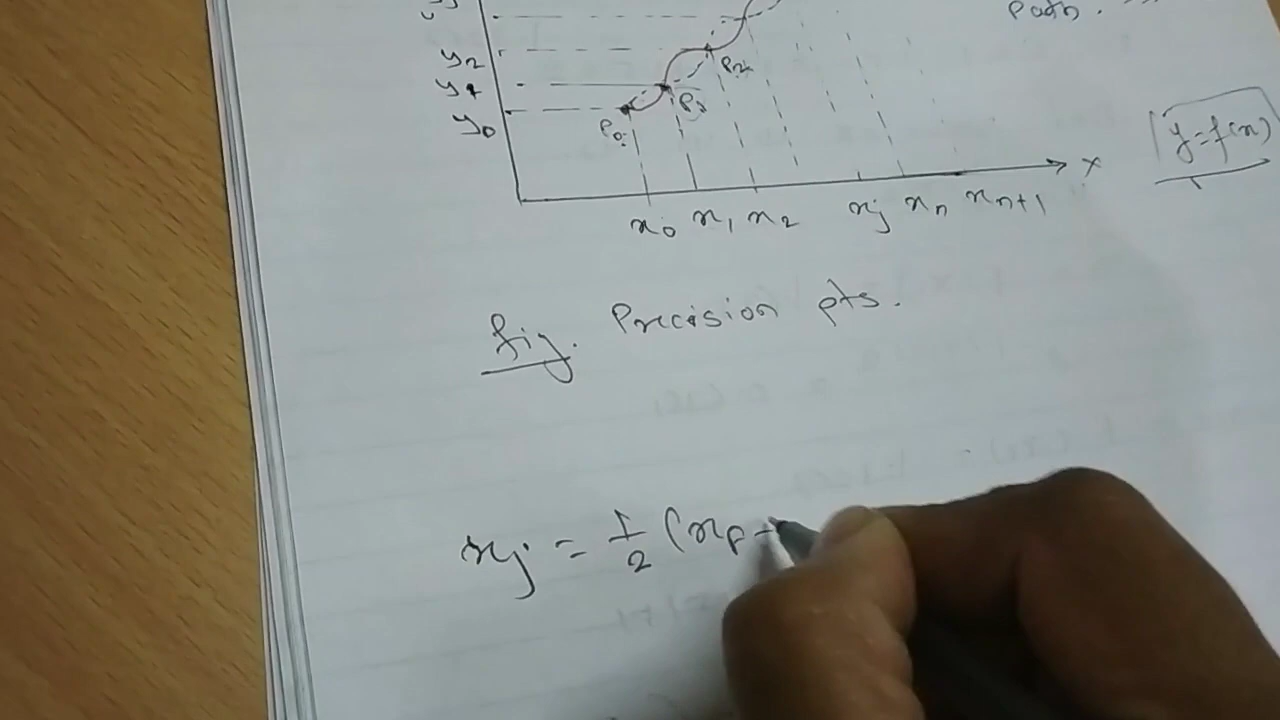 Path.
y2
P2
y1
P1
y0
P0
y=f(x)
x
x0 x1 x2 xj xn xn+1
fig. Precision pts.
xj = 1/2 (xF +